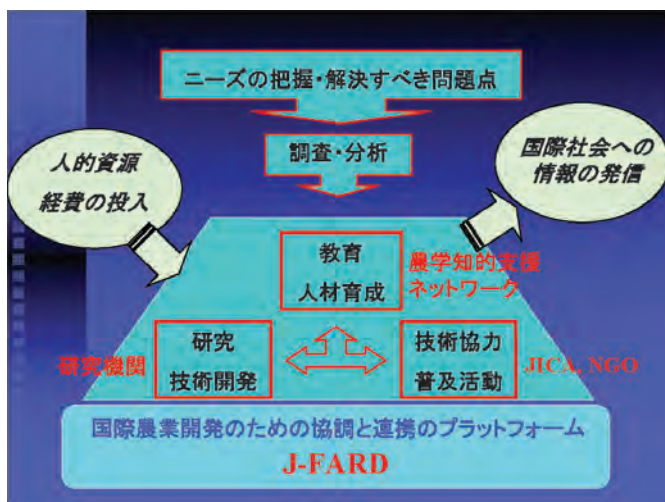 ニーズの把握・解決すべき問題点
調査・分析
人的資源
経費の投入
国際社会への
情報の発信
教育
人材育成
農学知的支援
ネットワーク
研究機関
研究
技術開発
技術協力
普及活動
JICA, NGO
国際農業開発のための協調と連携のプラットフォーム
J-FARD